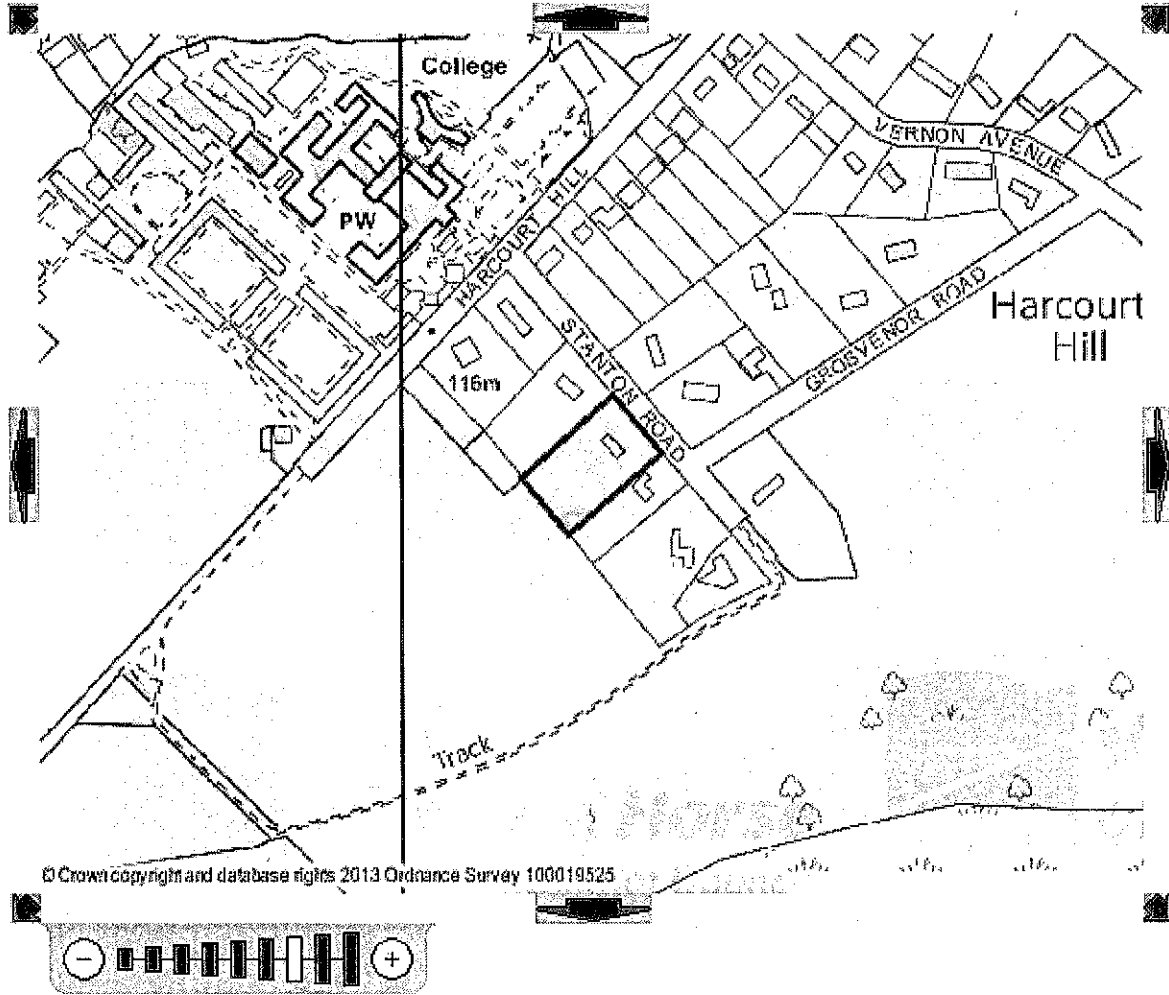 College
VERNON AVENUE
PW
HARCOURT HILL
STANTON ROAD
GROSVENOR ROAD
Harcourt
Hill
116m
Track
© Crown copyright and database rights 2013 Ordnance Survey 100019525